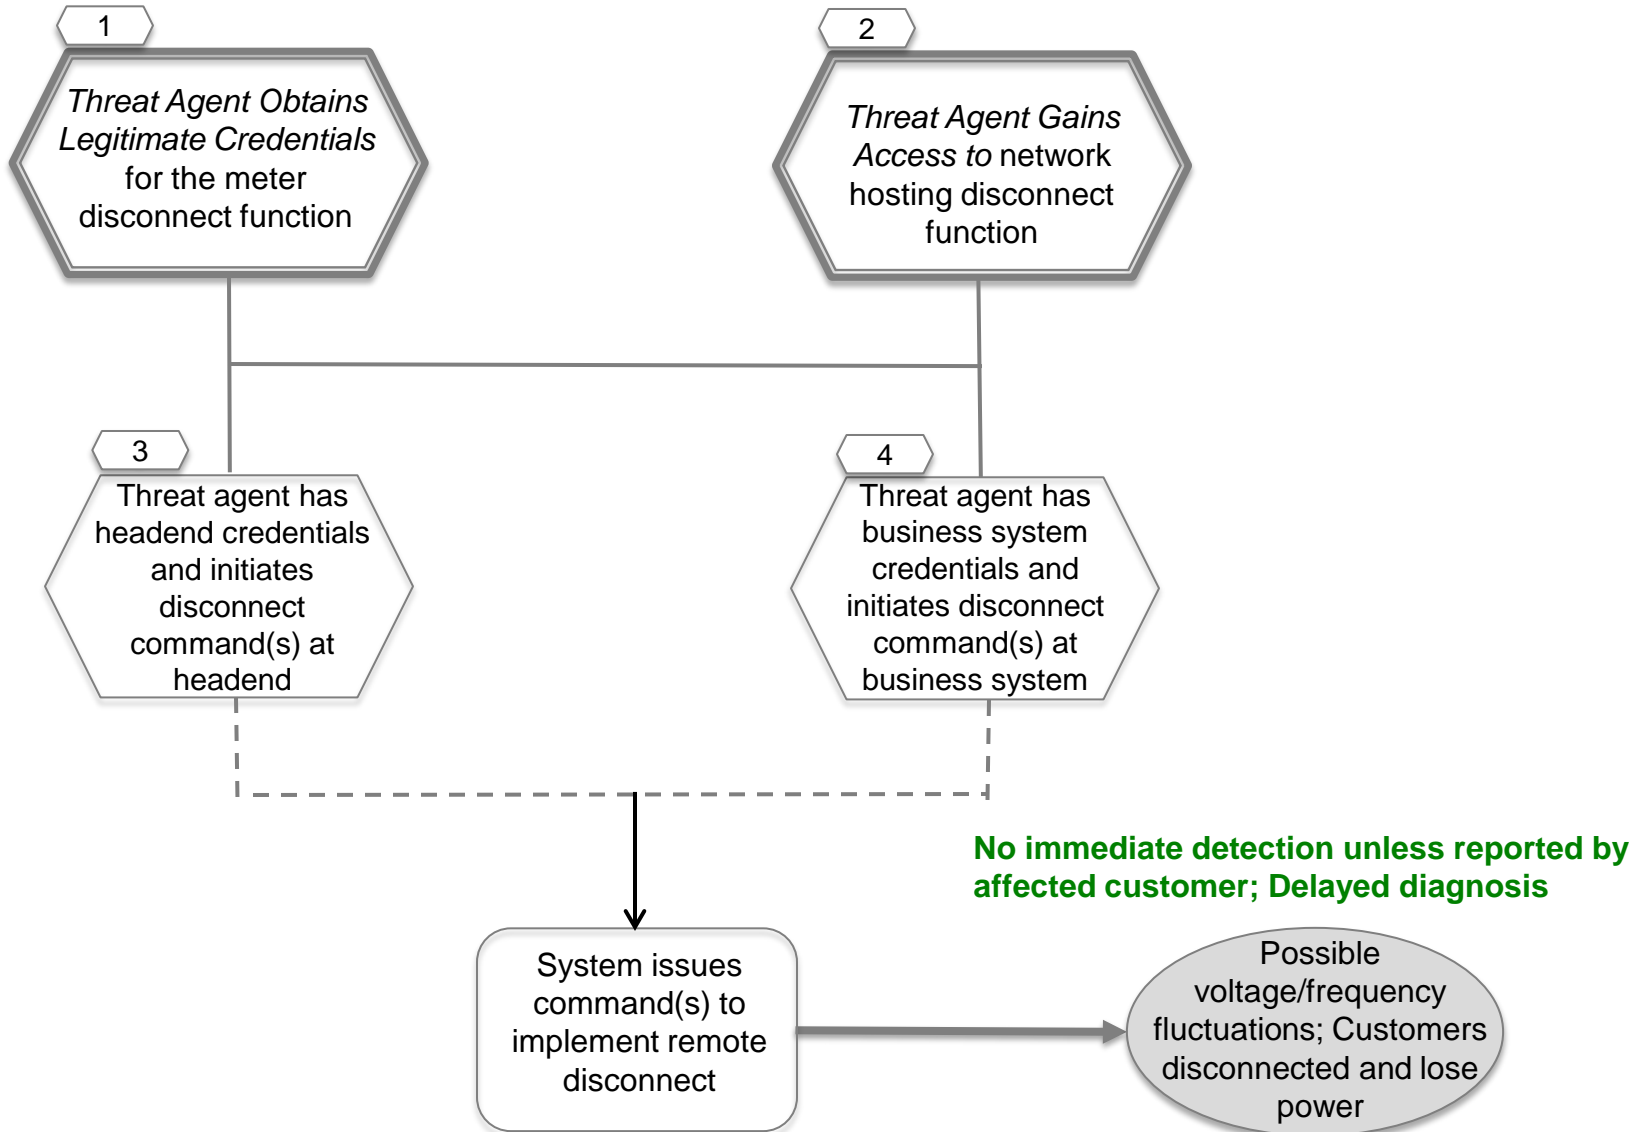 1
Threat Agent Obtains
Legitimate Credentials
for the meter
disconnect function
2
Threat Agent Gains
Access to network
hosting disconnect
function
3
Threat agent has
headend credentials
and initiates
disconnect
command(s) at
headend
4
Threat agent has
business system
credentials and
initiates disconnect
command(s) at
business system
No immediate detection unless reported by
affected customer; Delayed diagnosis
System issues
command(s) to
implement remote
disconnect
Possible
voltage/frequency
fluctuations; Customers
disconnected and lose
power